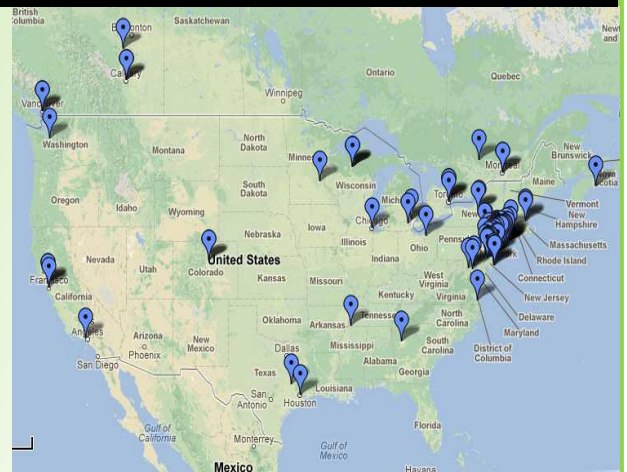 British
Columbia
Saskatchewan
Newf
and
Ontario
Quebec
Winnipeg
Washington
Montana
North
Dakota
Minne
Wisconsin
New
Brunswick
Maine
Nova
Scotia
Oregon
Idaho
Wyoming
South
Dakota
Iowa
Nebraska
Illinois
Indiana
Ohio
Vermont
New
Hampshire
Massachusetts
Rhode Island
Connecticut
New Jersey
Delaware
Maryland
District of
Columbia
Nevada
Utah
Colorado
United States
Kansas
Missouri
Kentucky
West
Virginia
Virginia
California
Arizona
Phoenix
New
Mexico
Oklahoma
Arkansas
Tennessee
North
Carolina
South
Carolina
San Diego
Dallas
Texas
Mississippi
Alabama
Georgia
San
Antonio
Houston
Louisiana
Florida
Gulf of
California
Monterrey
Gulf of
Mexico
Mexico
Havana